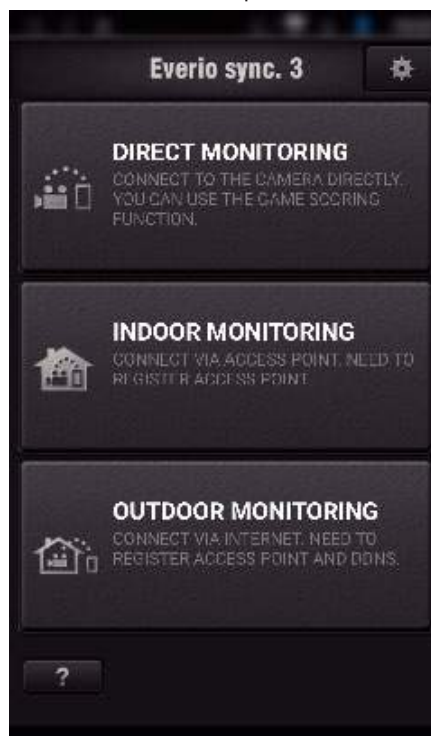 Everio sync. 3
DIRECT MONITORING
CONNECT TO THE CAMERA DIRECTLY.
YOU CAN USE THE GAME SCORING
FUNCTION.
INDOOR MONITORING
CONNECT VIA ACCESS POINT. NEED TO
REGISTER ACCESS POINT
OUTDOOR MONITORING
CONNECT VIA INTERNET. NEED TO
REGISTER ACCESS POINT AND DDNS.
?